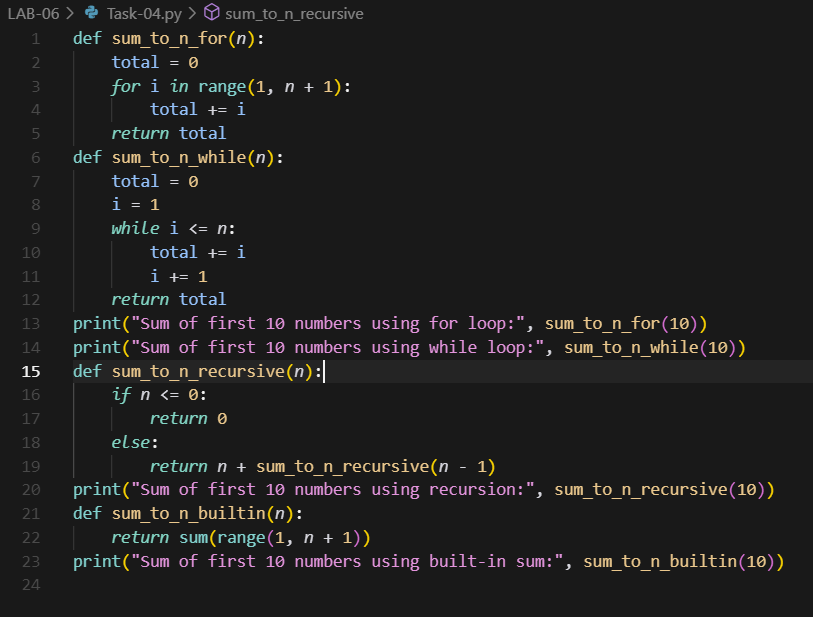 LAB-06 > Task-04.py > sum_to_n_recursive
1 def sum_to_n_for(n):
2     total = 0
3     for i in range(1, n + 1):
4         total += i
5     return total
6 def sum_to_n_while(n):
7     total = 0
8     i = 1
9     while i <= n:
10         total += i
11         i += 1
12     return total
13 print("Sum of first 10 numbers using for loop:", sum_to_n_for(10))
14 print("Sum of first 10 numbers using while loop:", sum_to_n_while(10))
15 def sum_to_n_recursive(n):
16     if n <= 0:
17         return 0
18     else:
19         return n + sum_to_n_recursive(n - 1)
20 print("Sum of first 10 numbers using recursion:", sum_to_n_recursive(10))
21 def sum_to_n_builtin(n):
22     return sum(range(1, n + 1))
23 print("Sum of first 10 numbers using built-in sum:", sum_to_n_builtin(10))
24